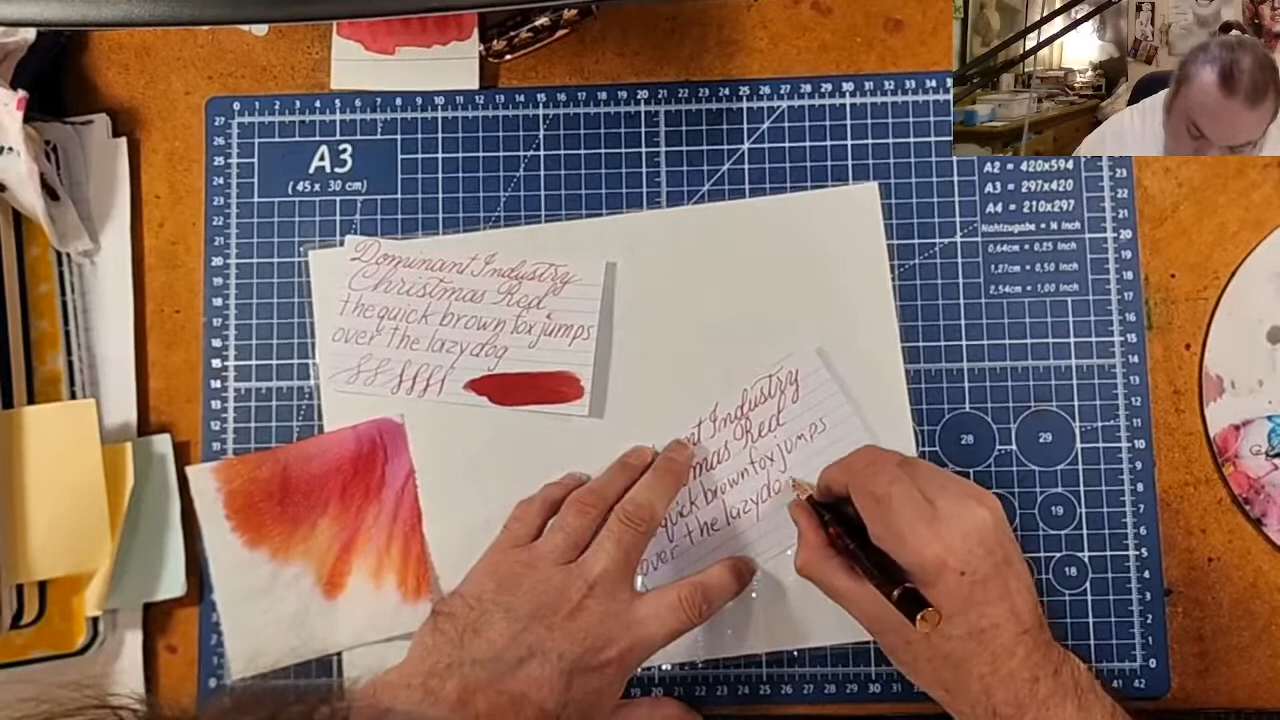 A3
(45 x 30 cm)
A2 = 420x594
A3 = 297x420
A4 = 210x297
Nahtzugabe = ¼ Inch
0,64cm = 0,25 Inch
1,27cm = 0,50 Inch
2,54cm = 1,00 Inch
Dominant Industry
Christmas Red
the quick brown fox jumps
over the lazy dog
nt Industry
mas Red
quick brown fox jumps
over the lazy do
28
29
19
18